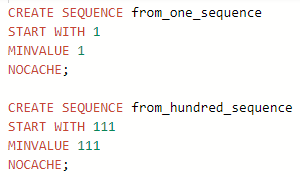 CREATE SEQUENCE from_one_sequence
START WITH 1
MINVALUE 1
NOCACHE;
CREATE SEQUENCE from_hundred_sequence
START WITH 111
MINVALUE 111
NOCACHE;